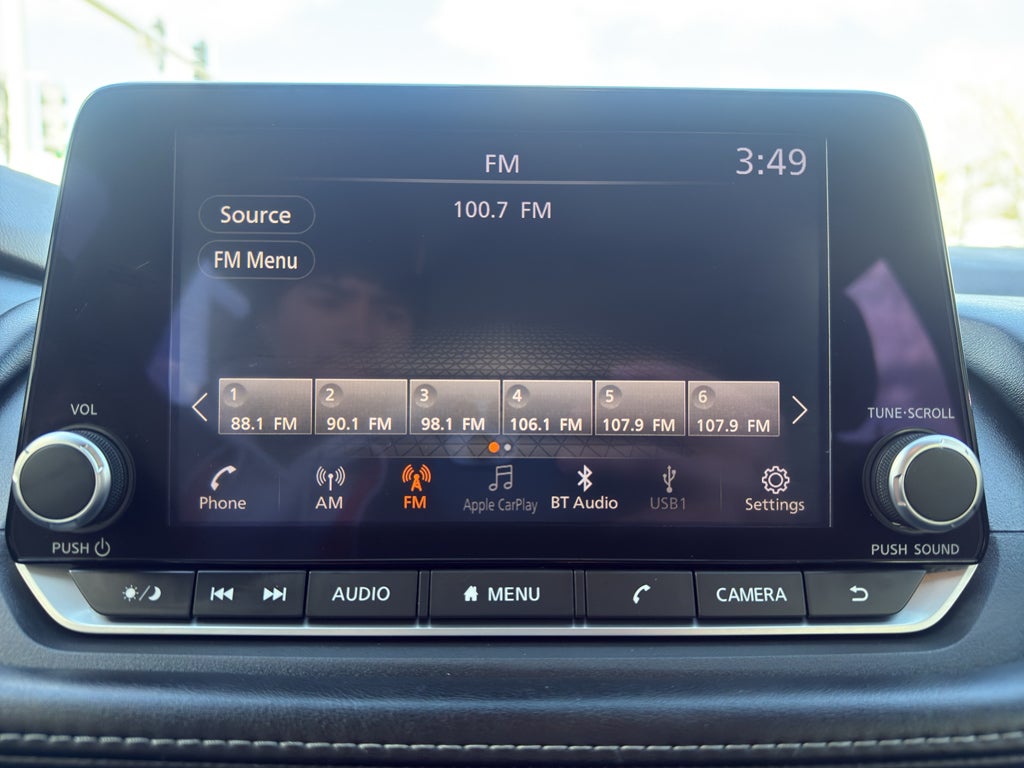 FM
3:49
Source
100.7 FM
FM Menu
1 2 3 4 5 6
88.1 FM 90.1 FM 98.1 FM 106.1 FM 107.9 FM 107.9 FM
VOL
TUNE·SCROLL
Phone AM FM Apple CarPlay BT Audio USB1 Settings
PUSH
PUSH SOUND
AUDIO MENU CAMERA